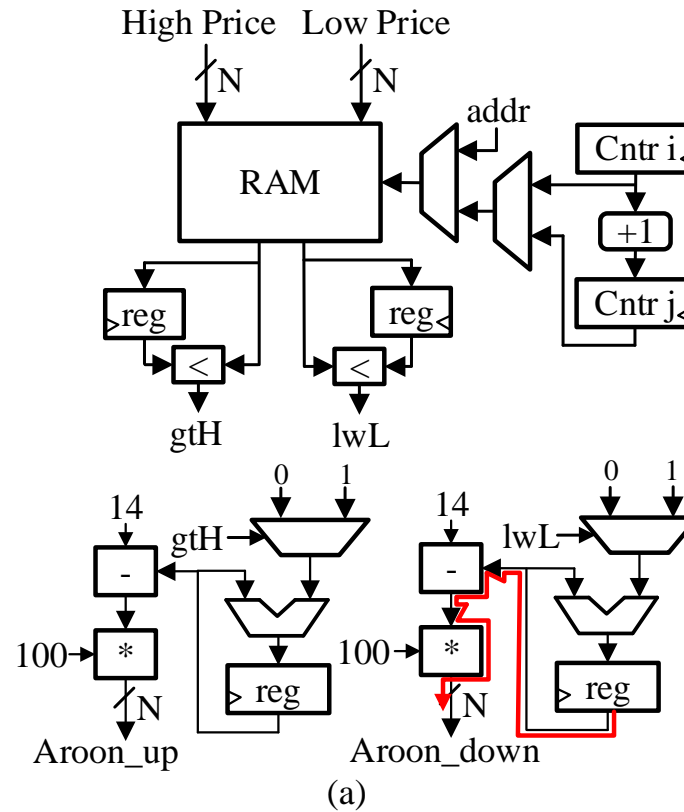 High Price Low Price
N N
addr
RAM
Cntr i
+1
Cntr j
reg reg
< <
gtH lwL
0 1 0 1
14 14
gtH lwL
- -
100 * 100 *
reg reg
N N
Aroon_up Aroon_down
(a)